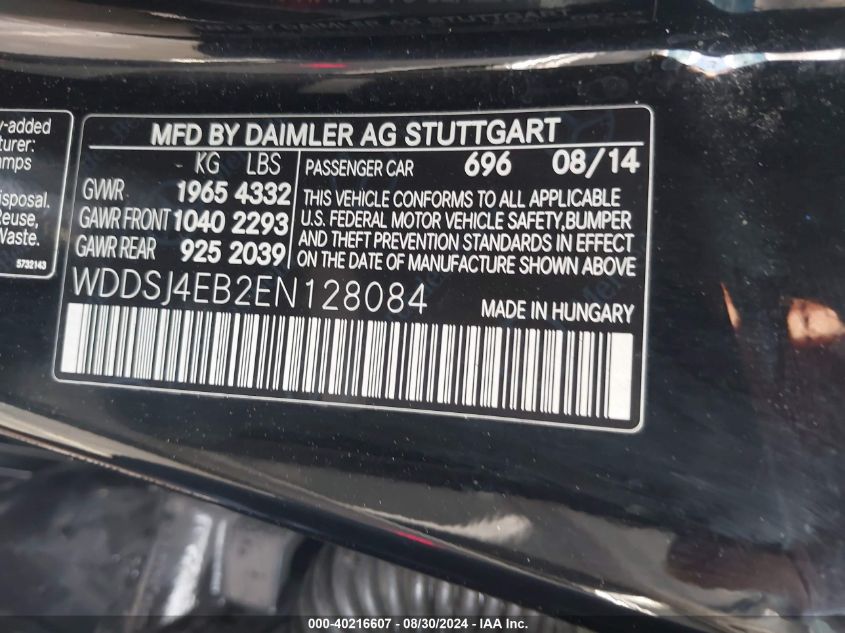 MFD BY DAIMLER AG STUTTGART
KG LBS
GVWR 1965 4332
GAWR FRONT 1040 2293
GAWR REAR 925 2039
PASSENGER CAR 696 08/14
THIS VEHICLE CONFORMS TO ALL APPLICABLE
U.S. FEDERAL MOTOR VEHICLE SAFETY,BUMPER
AND THEFT PREVENTION STANDARDS IN EFFECT
ON THE DATE OF MANUFACTURE SHOWN ABOVE
WDDSJ4EB2EN128084
MADE IN HUNGARY
y-added
turer:
amps
isposal.
Reuse,
Waste.
5732143
000-40216607 - 08/30/2024 - IAA Inc.